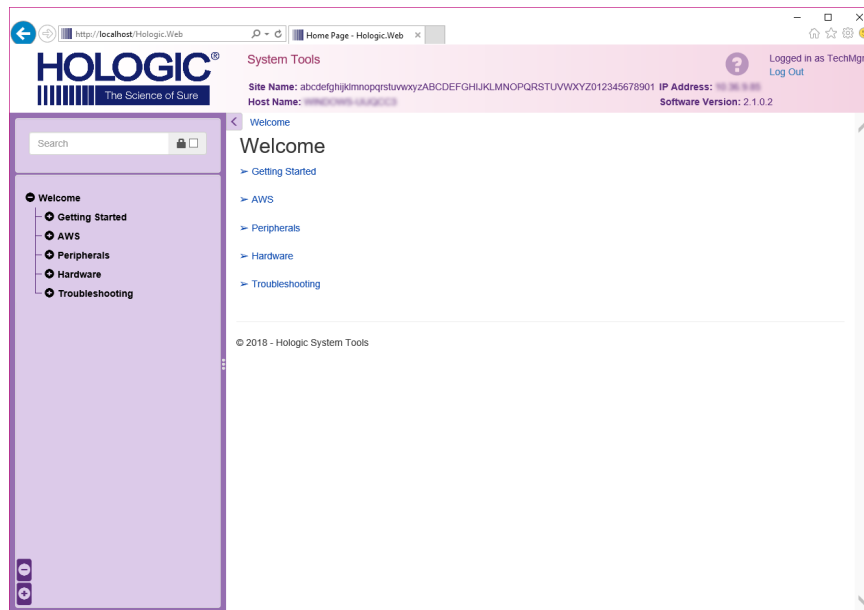 http://localhost/Hologic.Web
Home Page - Hologic.Web
HOLOGIC®
The Science of Sure
System Tools
Logged in as TechMgr
Log Out
Site Name: abcdefghijklmnopqrstuvwxyzABCDEFGHIJKLMNOPQRSTUVWXYZ012345678901 IP Address:
Host Name:
Software Version: 2.1.0.2
Search
Welcome
Getting Started
AWS
Peripherals
Hardware
Troubleshooting
Welcome
Welcome
➢ Getting Started
➢ AWS
➢ Peripherals
➢ Hardware
➢ Troubleshooting
© 2018 - Hologic System Tools